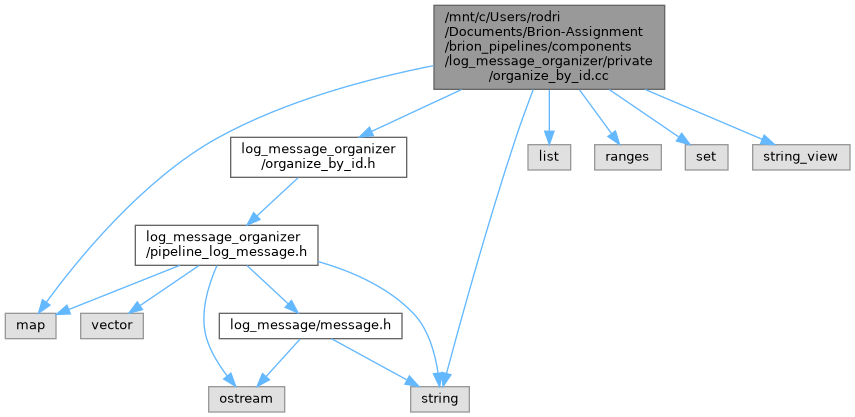 /mnt/c/Users/rodri
/Documents/Brion-Assignment
/brion_pipelines/components
/log_message_organizer/private
/organize_by_id.cc
log_message_organizer
/organize_by_id.h
list
ranges
set
string_view
log_message_organizer
/pipeline_log_message.h
map
vector
log_message/message.h
ostream
string